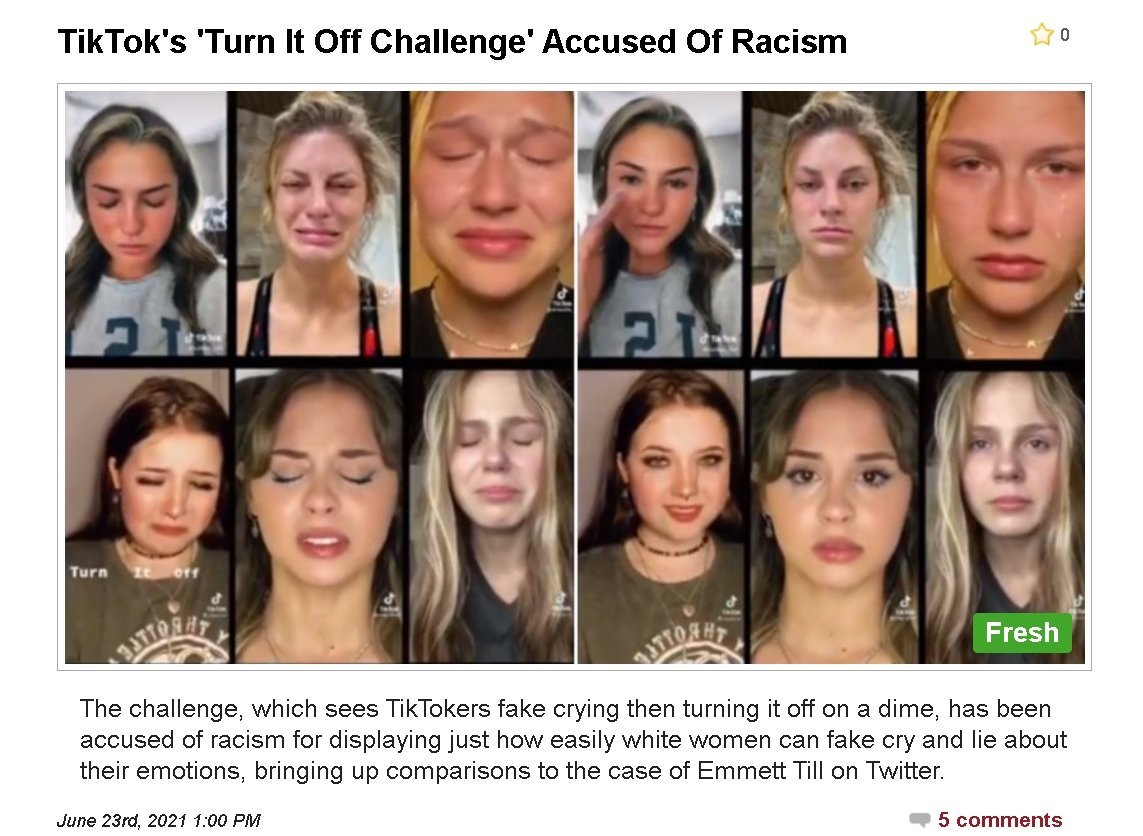 TikTok's 'Turn It Off Challenge' Accused Of Racism
0
Turn It Off
Fresh
The challenge, which sees TikTokers fake crying then turning it off on a dime, has been
accused of racism for displaying just how easily white women can fake cry and lie about
their emotions, bringing up comparisons to the case of Emmett Till on Twitter.
June 23rd, 2021 1:00 PM
5 comments